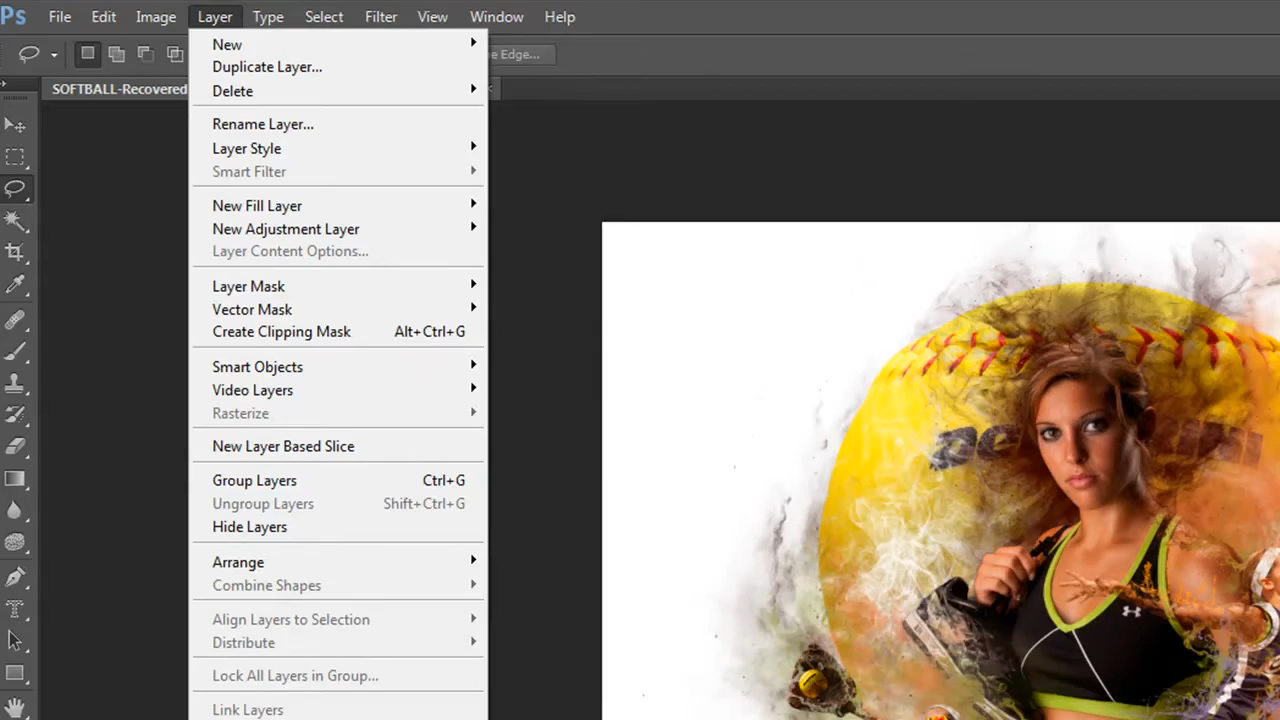 Ps File Edit Image Layer Type Select Filter View Window Help
e Edge...
SOFTBALL-Recovered
New
Duplicate Layer...
Delete
Rename Layer...
Layer Style
Smart Filter
New Fill Layer
New Adjustment Layer
Layer Content Options...
Layer Mask
Vector Mask
Create Clipping Mask Alt+Ctrl+G
Smart Objects
Video Layers
Rasterize
New Layer Based Slice
Group Layers Ctrl+G
Ungroup Layers Shift+Ctrl+G
Hide Layers
Arrange
Combine Shapes
Align Layers to Selection
Distribute
Lock All Layers in Group...
Link Layers